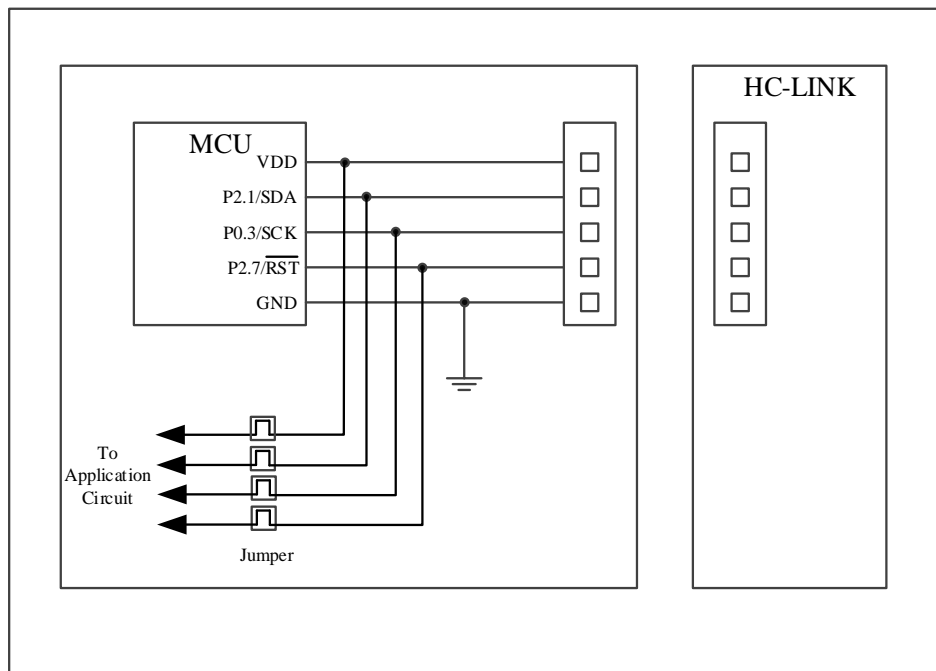 HC-LINK
MCU
VDD
P2.1/SDA
P0.3/SCK
P2.7/RST
GND
To
Application
Circuit
Jumper